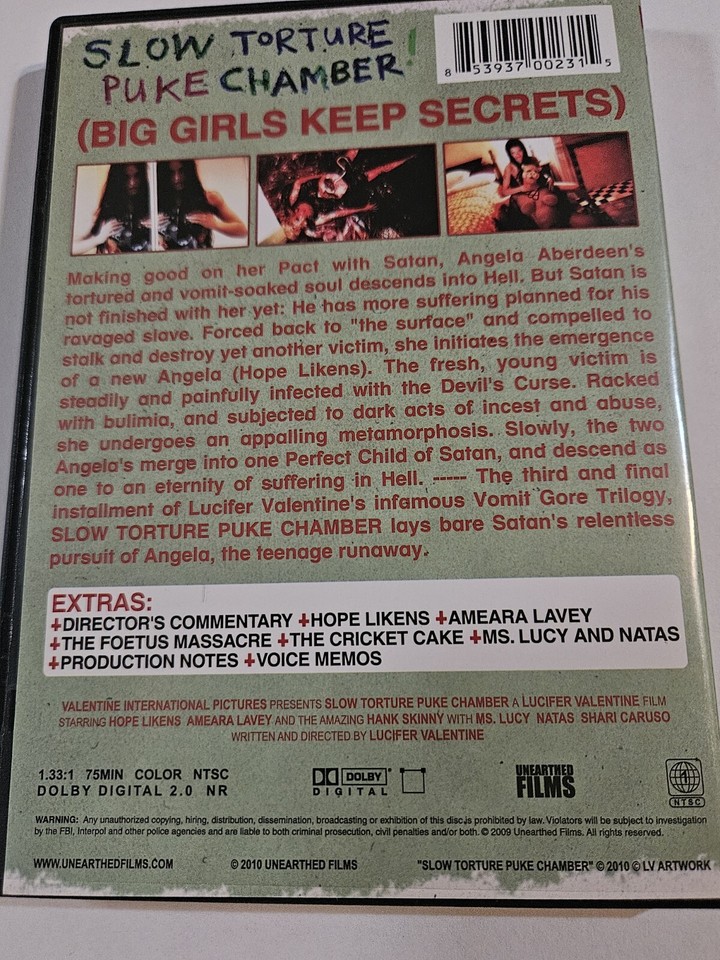 SLOW TORTURE
PUKE CHAMBER!
8 53937 00231 5
(BIG GIRLS KEEP SECRETS)
Making good on her Pact with Satan, Angela Aberdeen's
tortured and vomit-soaked soul descends into Hell. But Satan is
not finished with her yet: He has more suffering planned for his
ravaged slave. Forced back to "the surface" and compelled to
stalk and destroy yet another victim, she initiates the emergence
of a new Angela (Hope Likens). The fresh, young victim is
steadily and painfully infected with the Devil's Curse. Racked
with bulimia, and subjected to dark acts of incest and abuse,
she undergoes an appalling metamorphosis. Slowly, the two
Angela's merge into one Perfect Child of Satan, and descend as
one to an eternity of suffering in Hell. ----- The third and final
installment of Lucifer Valentine's infamous Vomit Gore Trilogy,
SLOW TORTURE PUKE CHAMBER lays bare Satan's relentless
pursuit of Angela, the teenage runaway.
EXTRAS:
+DIRECTOR'S COMMENTARY +HOPE LIKENS +AMEARA LAVEY
+THE FOETUS MASSACRE +THE CRICKET CAKE +MS. LUCY AND NATAS
+PRODUCTION NOTES +VOICE MEMOS
VALENTINE INTERNATIONAL PICTURES PRESENTS SLOW TORTURE PUKE CHAMBER A LUCIFER VALENTINE FILM
STARRING HOPE LIKENS AMEARA LAVEY AND THE AMAZING HANK SKINNY WITH MS. LUCY NATAS SHARI CARUSO
WRITTEN AND DIRECTED BY LUCIFER VALENTINE
1.33:1 75MIN COLOR NTSC
DOLBY DIGITAL 2.0 NR
DOLBY
DIGITAL
UNEARTHED
FILMS
1
NTSC
WARNING: Any unauthorized copying, hiring, distribution, dissemination, broadcasting or exhibition of this disc is prohibited by law. Violators will be subject to investigation
by the FBI, Interpol and other police agencies and are liable to both criminal prosecution, civil penalties and/or both. © 2009 Unearthed Films. All rights reserved.
WWW.UNEARTHEDFILMS.COM © 2010 UNEARTHED FILMS "SLOW TORTURE PUKE CHAMBER" © 2010 © LV ARTWORK